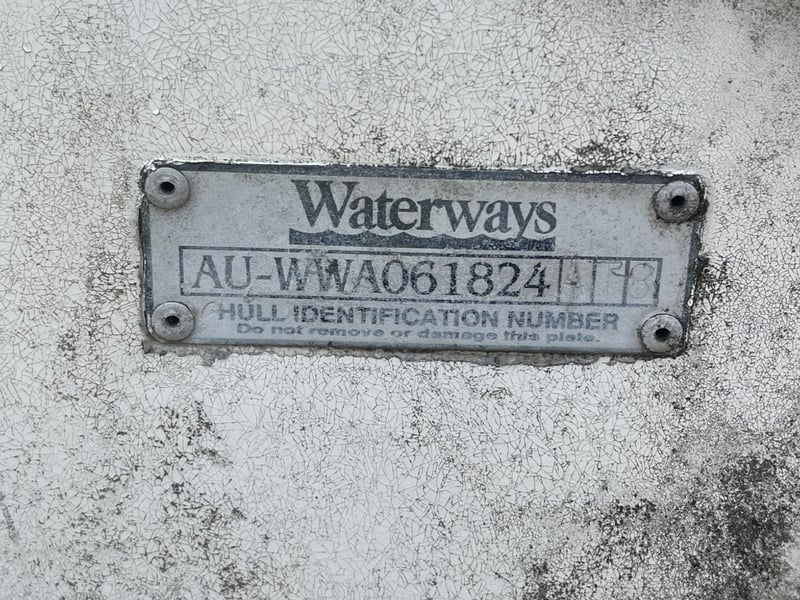 Waterways
AU-WWA061824
HULL IDENTIFICATION NUMBER
Do not remove or damage this plate.